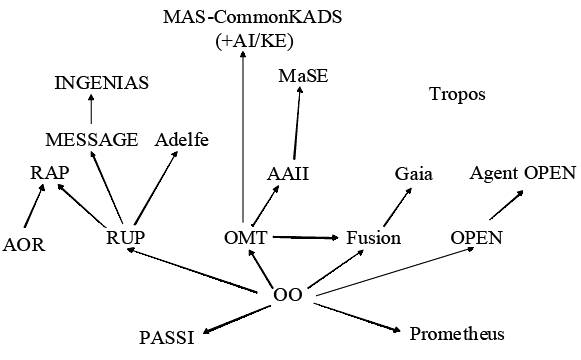 MAS-CommonKADS
(+AI/KE)
MaSE
INGENIAS
Tropos
MESSAGE
Adelfe
RAP
AAII
Gaia
Agent OPEN
AOR
RUP
OMT
Fusion
OPEN
OO
PASSI
Prometheus